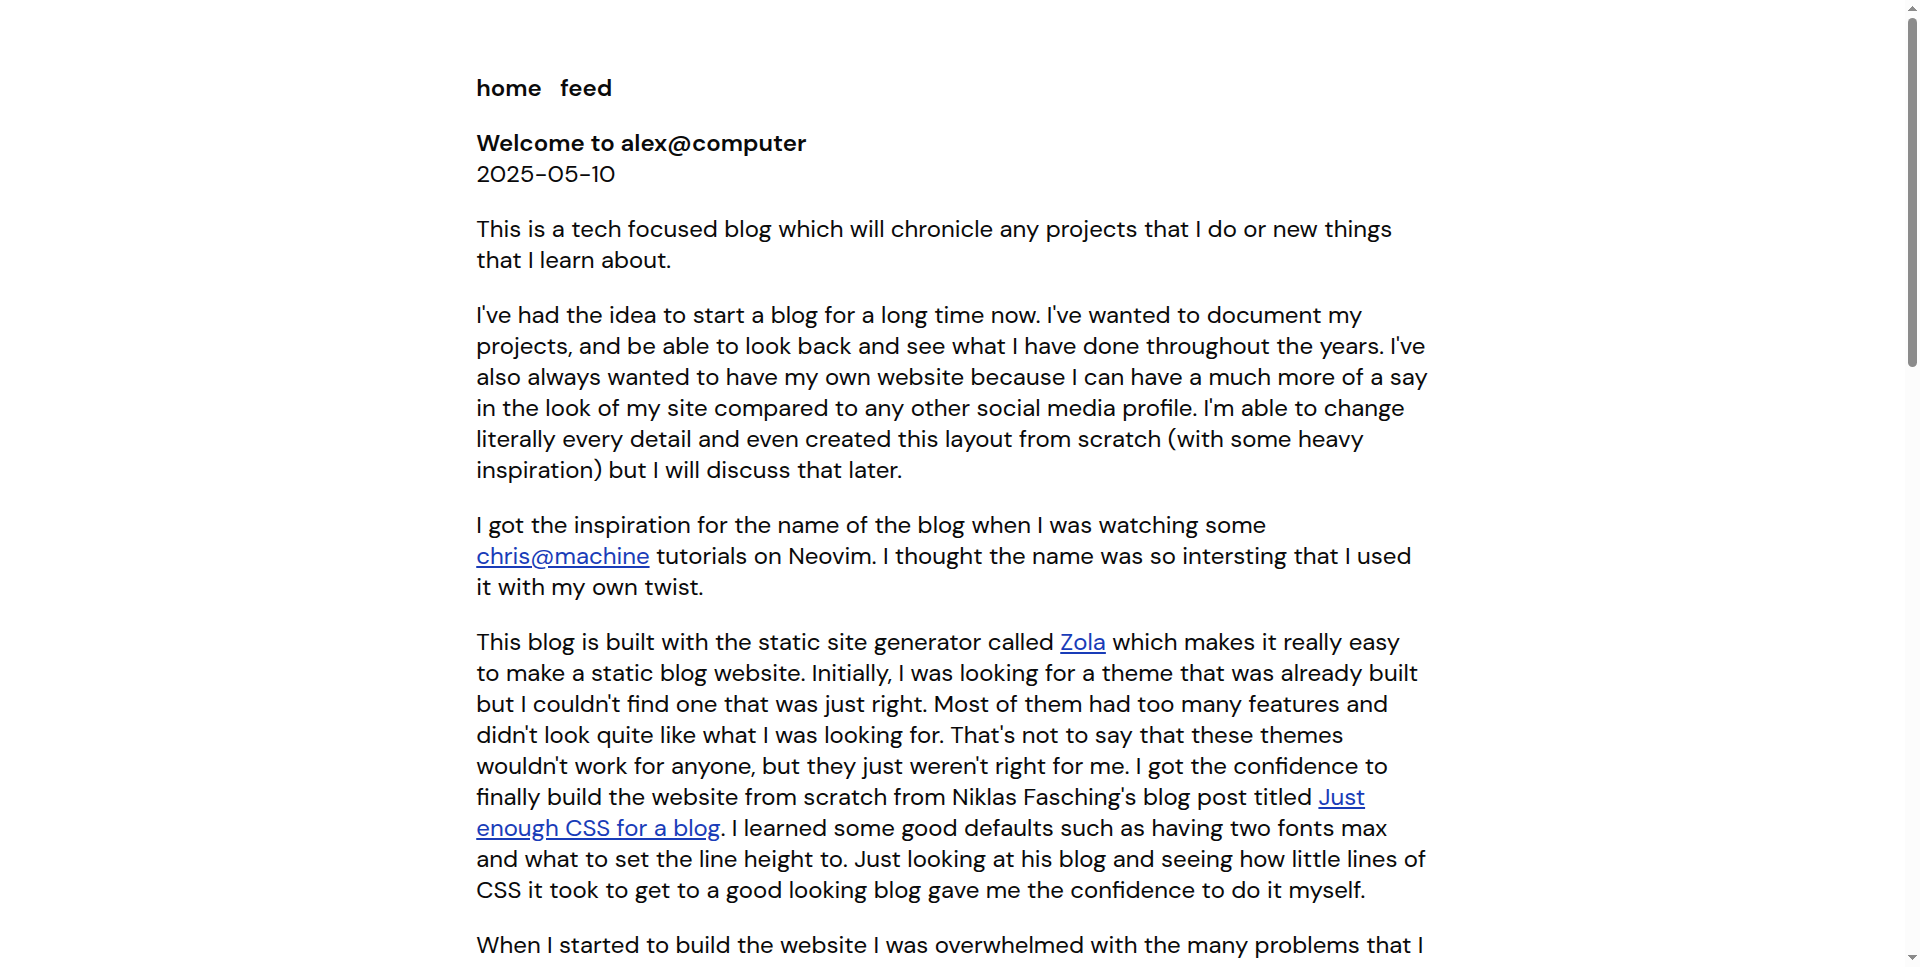 home feed
Welcome to alex@computer
2025-05-10
This is a tech focused blog which will chronicle any projects that I do or new things
that I learn about.
I've had the idea to start a blog for a long time now. I've wanted to document my
projects, and be able to look back and see what I have done throughout the years. I've
also always wanted to have my own website because I can have a much more of a say
in the look of my site compared to any other social media profile. I'm able to change
literally every detail and even created this layout from scratch (with some heavy
inspiration) but I will discuss that later.
I got the inspiration for the name of the blog when I was watching some
chris@machine tutorials on Neovim. I thought the name was so intersting that I used
it with my own twist.
This blog is built with the static site generator called Zola which makes it really easy
to make a static blog website. Initially, I was looking for a theme that was already built
but I couldn't find one that was just right. Most of them had too many features and
didn't look quite like what I was looking for. That's not to say that these themes
wouldn't work for anyone, but they just weren't right for me. I got the confidence to
finally build the website from scratch from Niklas Fasching's blog post titled Just
enough CSS for a blog. I learned some good defaults such as having two fonts max
and what to set the line height to. Just looking at his blog and seeing how little lines of
CSS it took to get to a good looking blog gave me the confidence to do it myself.
When I started to build the website I was overwhelmed with the many problems that I